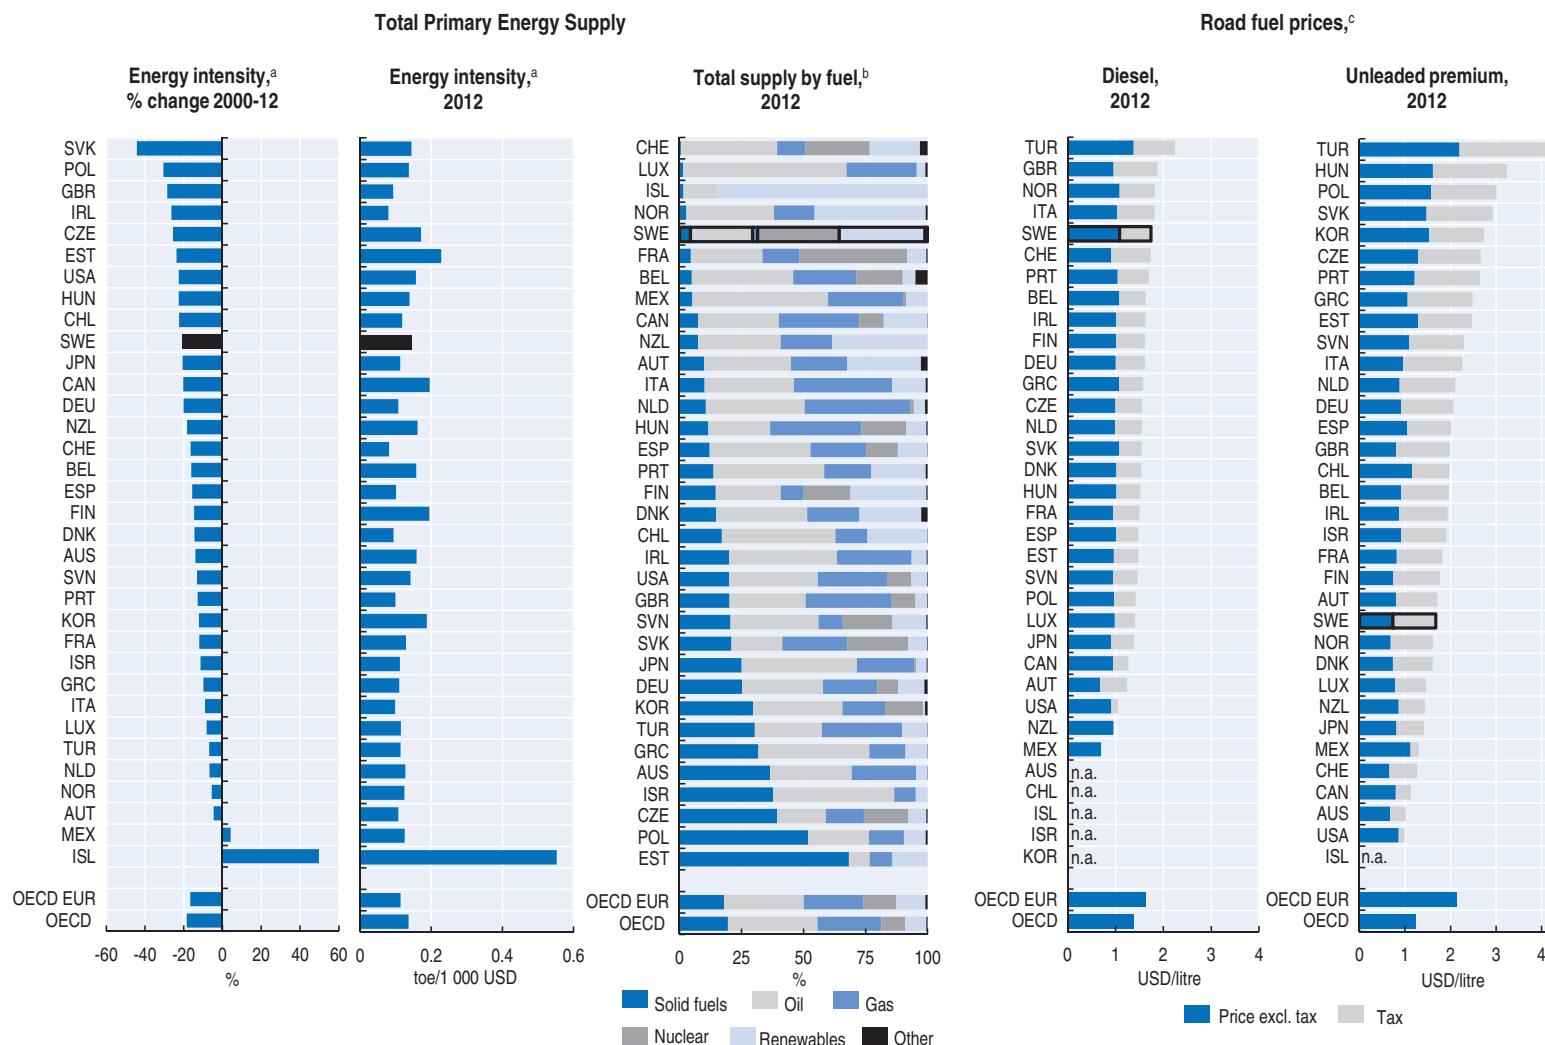 Total Primary Energy Supply
Road fuel prices,c
Energy intensity,a
% change 2000-12
Energy intensity,a
2012
Total supply by fuel,b
2012
Diesel,
2012
Unleaded premium,
2012
SVK
POL
GBR
IRL
CZE
EST
USA
HUN
CHL
SWE
JPN
CAN
DEU
NZL
CHE
BEL
ESP
FIN
DNK
AUS
SVN
PRT
KOR
FRA
ISR
GRC
ITA
LUX
TUR
NLD
NOR
AUT
MEX
ISL
OECD EUR
OECD
-60 -40 -20 0 20 40 60
%
0 0.2 0.4 0.6
toe/1 000 USD
CHE
LUX
ISL
NOR
SWE
FRA
BEL
MEX
CAN
NZL
AUT
ITA
NLD
HUN
ESP
PRT
FIN
DNK
CHL
IRL
USA
GBR
SVN
SVK
JPN
DEU
KOR
TUR
GRC
AUS
ISR
CZE
POL
EST
OECD EUR
OECD
0 25 50 75 100
%
Solid fuels Oil Gas
Nuclear Renewables Other
TUR
GBR
NOR
ITA
SWE
CHE
PRT
BEL
IRL
FIN
DEU
GRC
CZE
NLD
SVK
DNK
HUN
FRA
ESP
EST
SVN
POL
LUX
JPN
CAN
AUT
USA
NZL
MEX
AUS n.a.
CHL n.a.
ISL n.a.
ISR n.a.
KOR n.a.
OECD EUR
OECD
0 1 2 3 4
USD/litre
TUR
HUN
POL
SVK
KOR
CZE
PRT
GRC
EST
SVN
ITA
NLD
DEU
ESP
GBR
CHL
BEL
IRL
ISR
FRA
FIN
AUT
SWE
NOR
DNK
LUX
NZL
JPN
MEX
CHE
CAN
AUS
USA
ISL n.a.
OECD EUR
OECD
0 1 2 3 4
USD/litre
Price excl. tax Tax